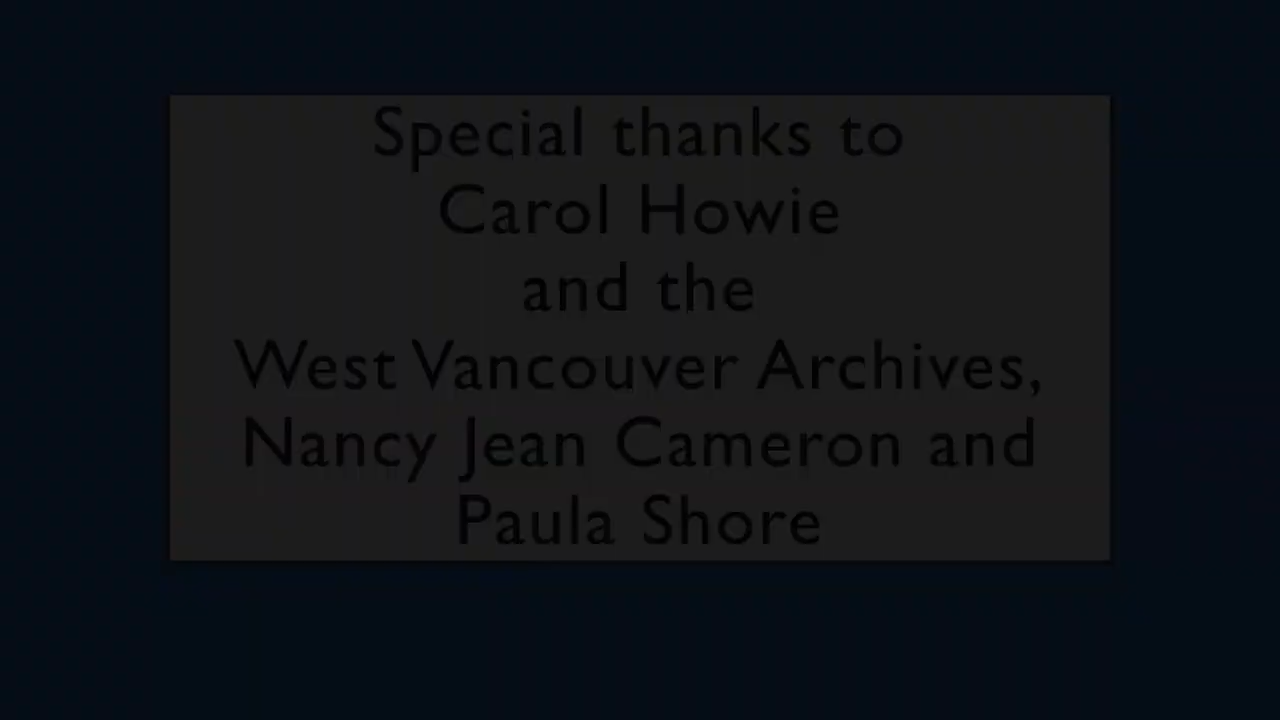 Special thanks to
Carol Howie
and the
West Vancouver Archives,
Nancy Jean Cameron and
Paula Shore